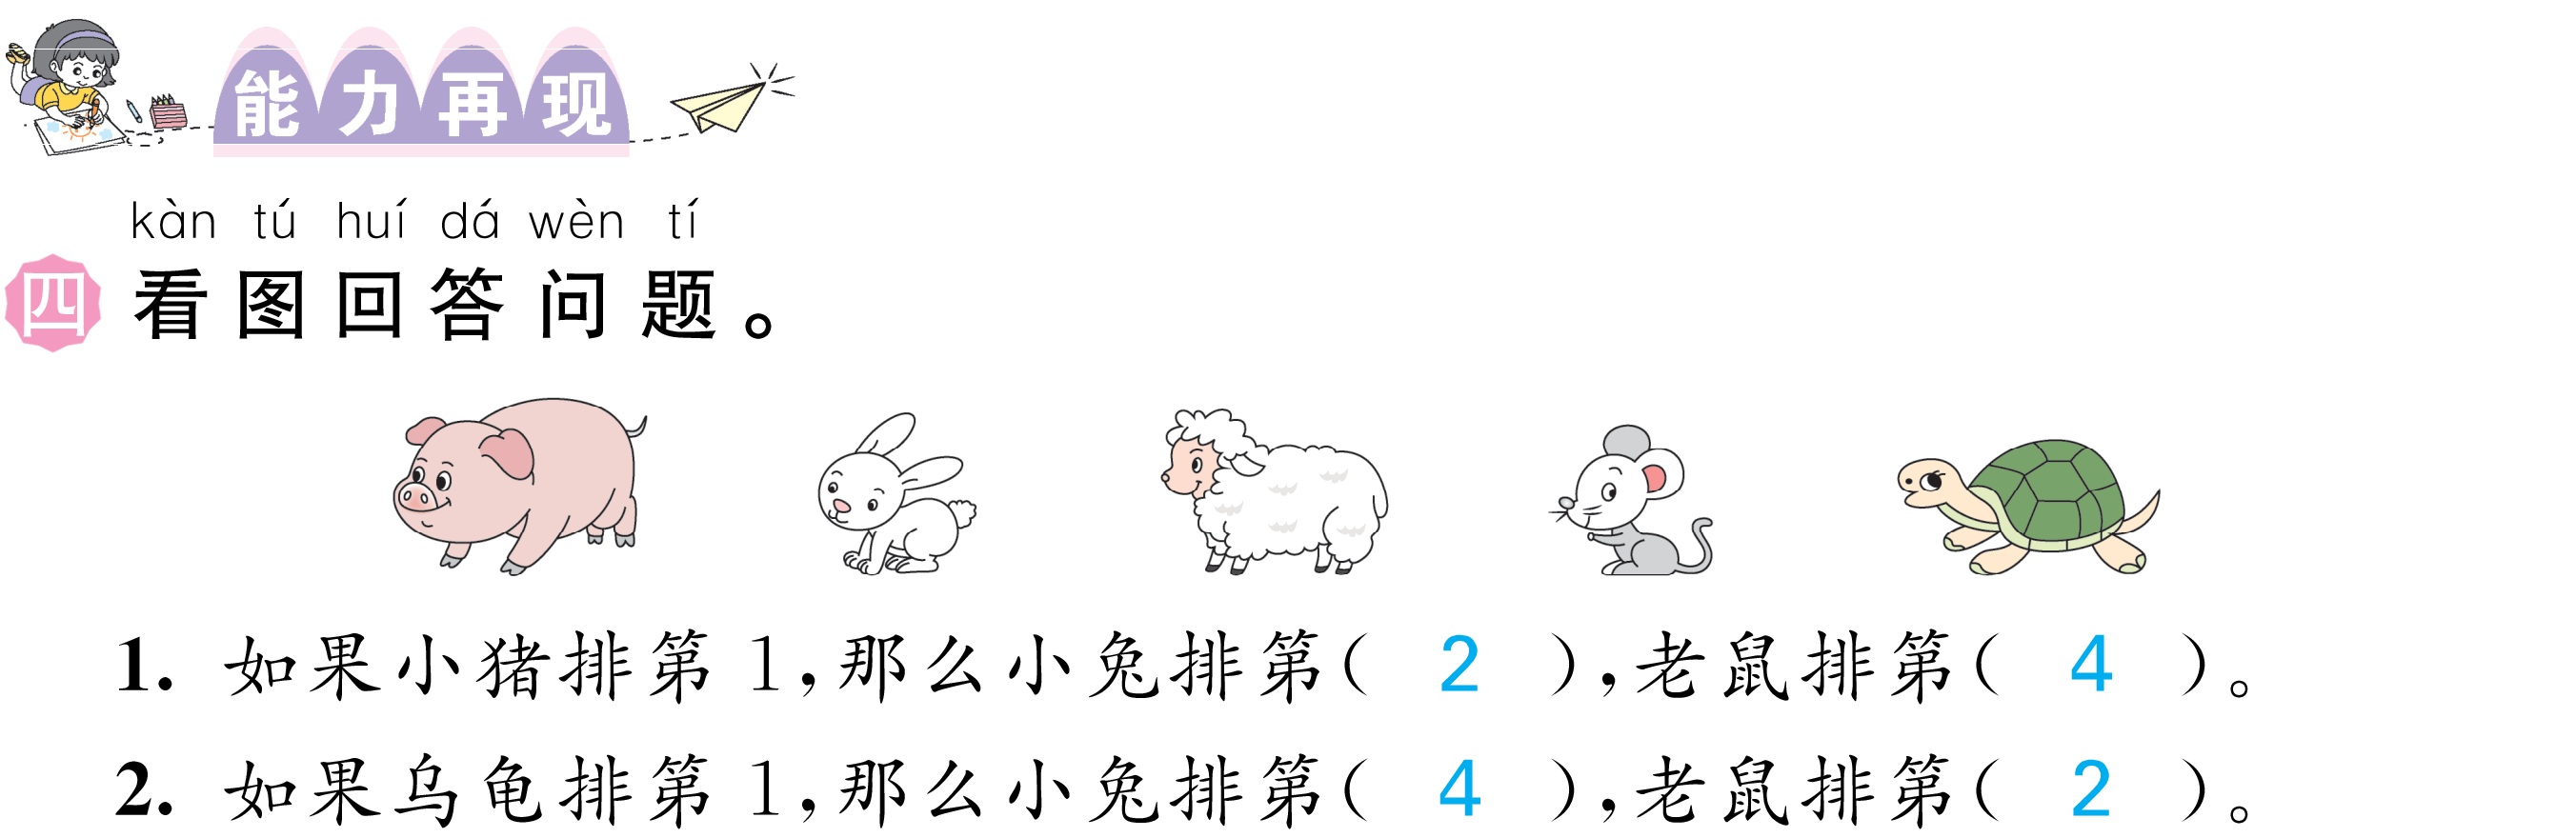 能力再现
kàn tú huí dá wèn tí
四 看图回答问题。
1. 如果小猪排第1,那么小兔排第( 2 ),老鼠排第( 4 )。
2. 如果乌龟排第1,那么小兔排第( 4 ),老鼠排第( 2 )。